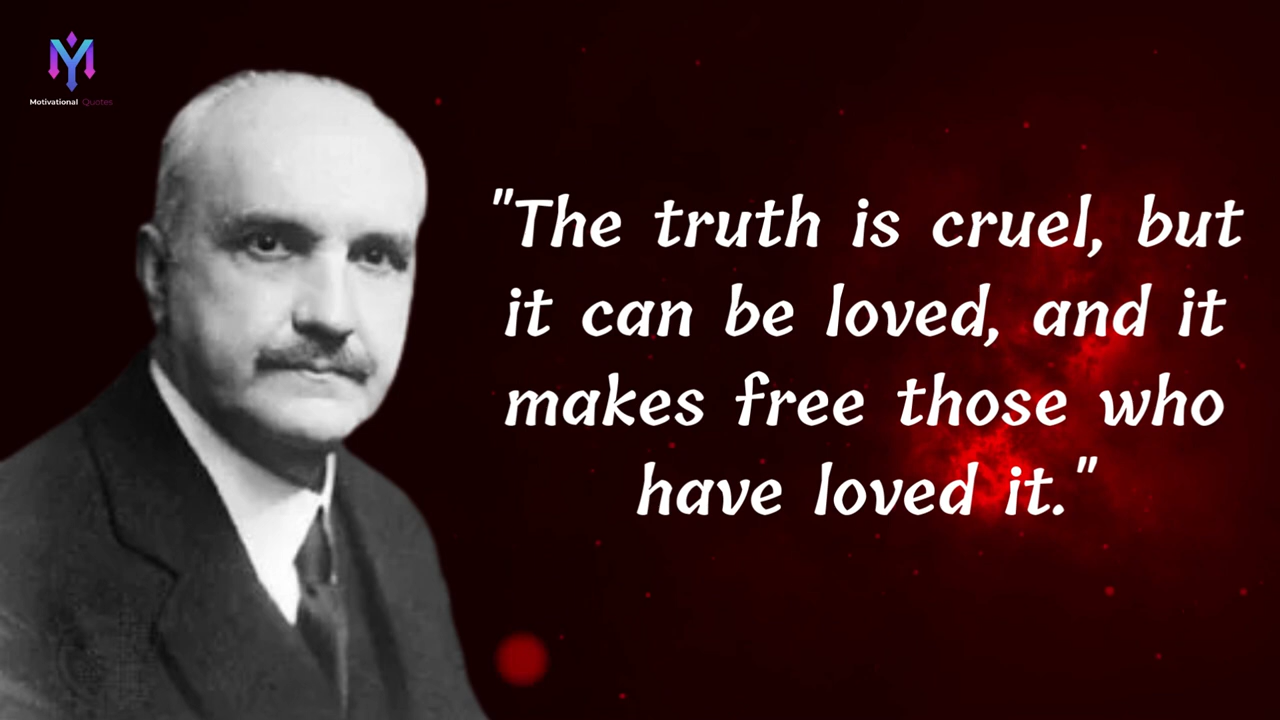 Motivational Quotes
"The truth is cruel, but
it can be loved, and it
makes free those who
have loved it."